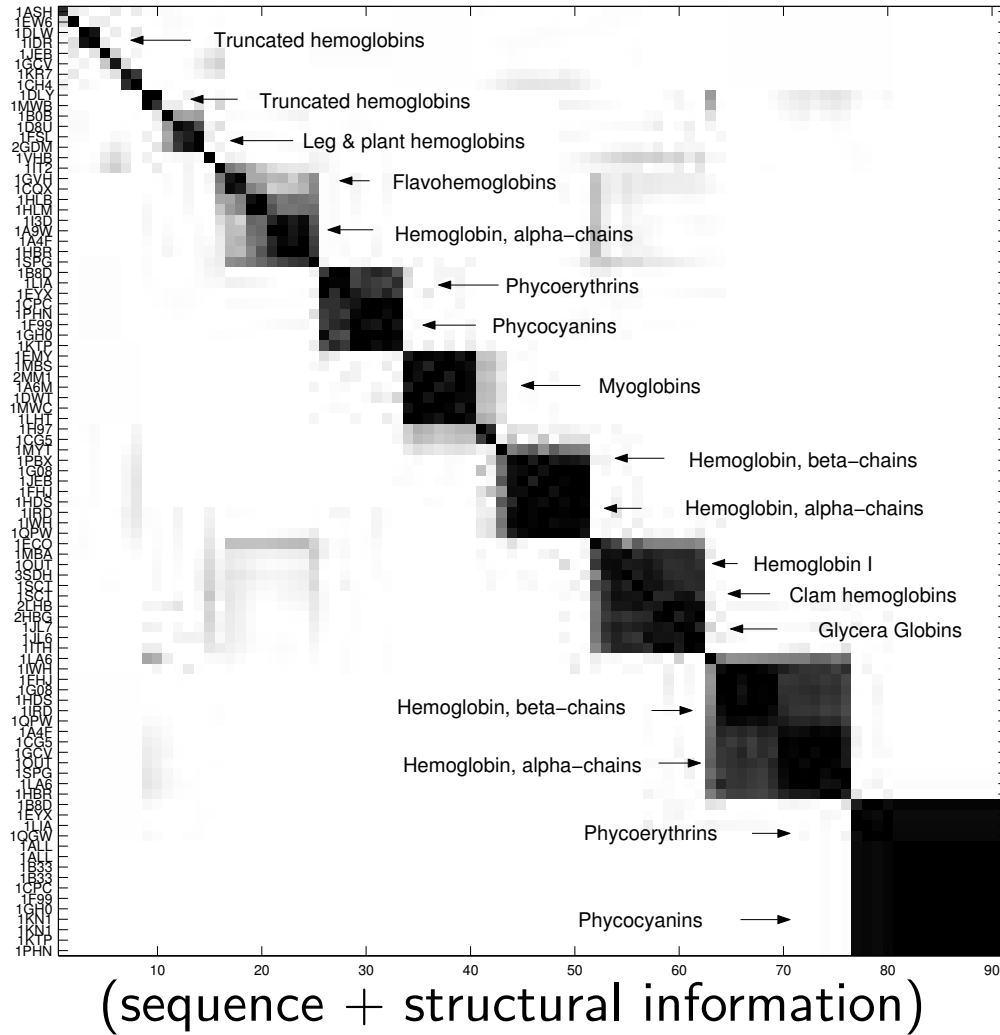 1ASH
1EW6
1DLW
1IDR
1JEB
1GCV
1KR7
1CH4
1DLY
1MWB
1B0B
1D8U
1FSL
2GDM
1VHB
1IT2
1GVH
1CQX
1HLB
1HLM
1I3D
1A9W
1A4F
1HBR
1SPG
1B8D
1LIA
1EYX
1CPC
1PHN
1F99
1GH0
1KTP
1EMY
1MBS
2MM1
1A6M
1DWT
1MWC
1LHT
1H97
1CG5
1MYT
1PBX
1G08
1JEB
1FHJ
1HDS
1IRD
1IWH
1QPW
1ECO
1MBA
1OUT
3SDH
1SCT
1SCT
2LHB
2HBG
1JL7
1JL6
1ITH
1LA6
1IWH
1FHJ
1G08
1HDS
1IRD
1QPW
1A4F
1CG5
1GCV
1OUT
1SPG
1LA6
1HBR
1B8D
1EYX
1LIA
1QGW
1ALL
1ALL
1B33
1B33
1CPC
1F99
1GH0
1KN1
1KN1
1KTP
1PHN
Truncated hemoglobins
Truncated hemoglobins
Leg & plant hemoglobins
Flavohemoglobins
Hemoglobin, alpha−chains
Phycoerythrins
Phycocyanins
Myoglobins
Hemoglobin, beta−chains
Hemoglobin, alpha−chains
Hemoglobin I
Clam hemoglobins
Glycera Globins
Hemoglobin, beta−chains
Hemoglobin, alpha−chains
Phycoerythrins
Phycocyanins
10 20 30 40 50 60 70 80 90
(sequence + structural information)